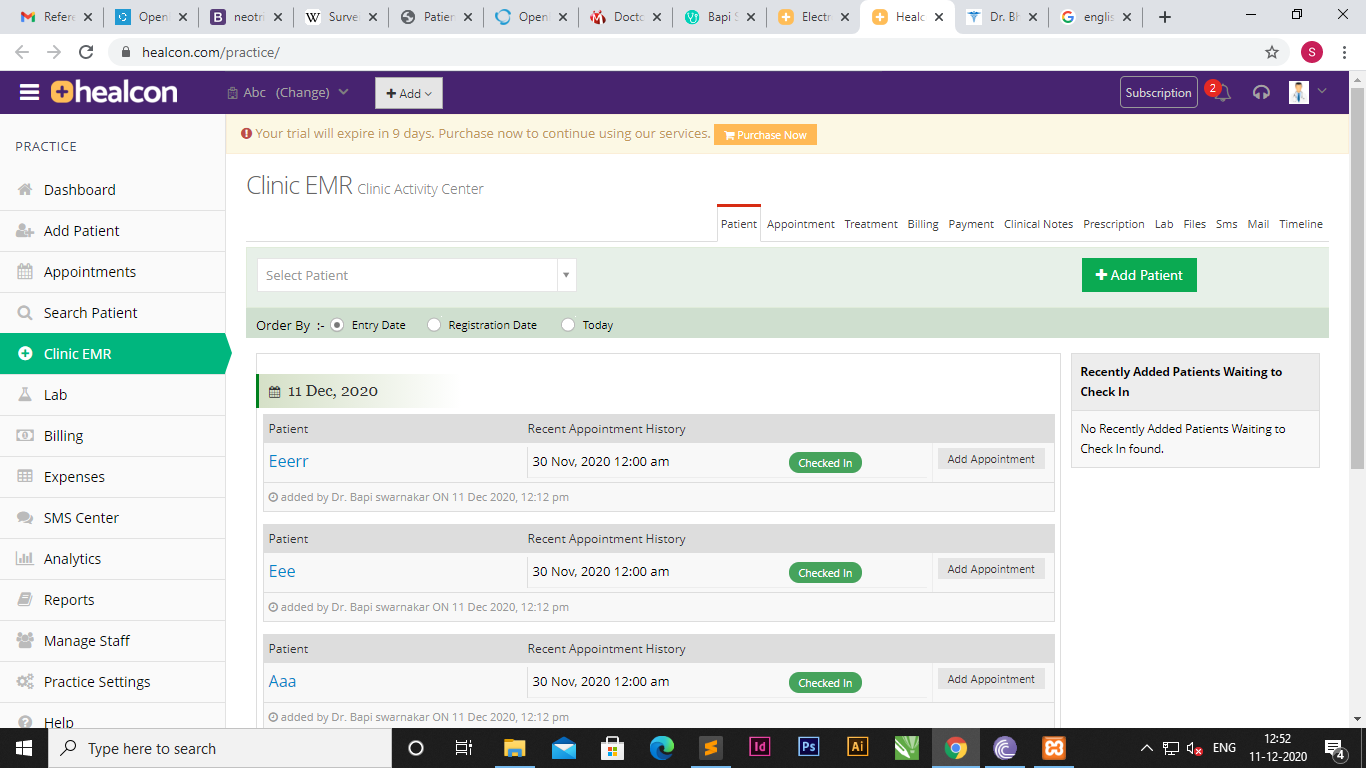 Refere
OpenE
neotri
Surve
Patien
Openl
Docto
Bapi S
Electr
Healc
Dr. Bh
englis
healcon.com/practice/
S
healcon
Abc (Change)
Add
Subscription
2
PRACTICE
Your trial will expire in 9 days. Purchase now to continue using our services. Purchase Now
Dashboard
Add Patient
Appointments
Search Patient
Clinic EMR
Lab
Billing
Expenses
SMS Center
Analytics
Reports
Manage Staff
Practice Settings
Help
Clinic EMR Clinic Activity Center
Patient Appointment Treatment Billing Payment Clinical Notes Prescription Lab Files Sms Mail Timeline
Select Patient
Add Patient
Order By :- Entry Date Registration Date Today
11 Dec, 2020
Patient Recent Appointment History
Eeerr 30 Nov, 2020 12:00 am Checked In Add Appointment
added by Dr. Bapi swarnakar ON 11 Dec 2020, 12:12 pm
Patient Recent Appointment History
Eee 30 Nov, 2020 12:00 am Checked In Add Appointment
added by Dr. Bapi swarnakar ON 11 Dec 2020, 12:12 pm
Patient Recent Appointment History
Aaa 30 Nov, 2020 12:00 am Checked In Add Appointment
added by Dr. Bapi swarnakar ON 11 Dec 2020, 12:12 pm
Recently Added Patients Waiting to
Check In
No Recently Added Patients Waiting to
Check In found.
Type here to search
Id
Ps
Ai
ENG
12:52
11-12-2020
4